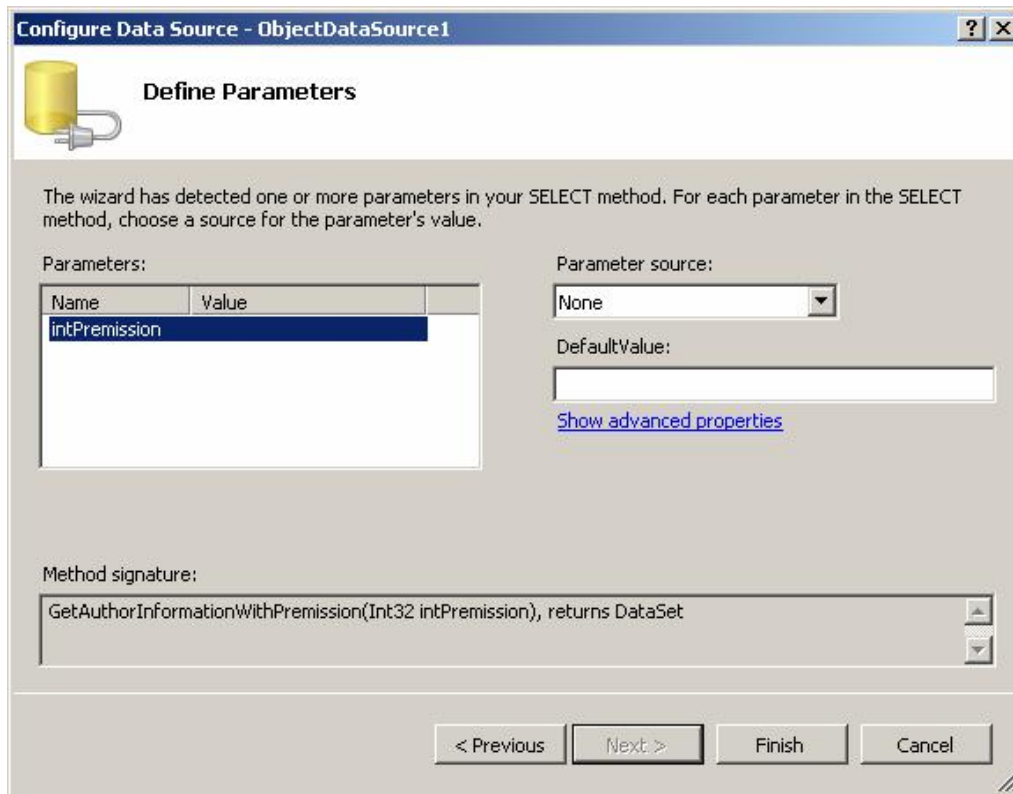 Configure Data Source - ObjectDataSource1
Define Parameters
The wizard has detected one or more parameters in your SELECT method. For each parameter in the SELECT
method, choose a source for the parameter's value.
Parameters:
Name Value
intPremission
Parameter source:
None
DefaultValue:
Show advanced properties
Method signature:
GetAuthorInformationWithPremission(Int32 intPremission), returns DataSet
< Previous Next > Finish Cancel